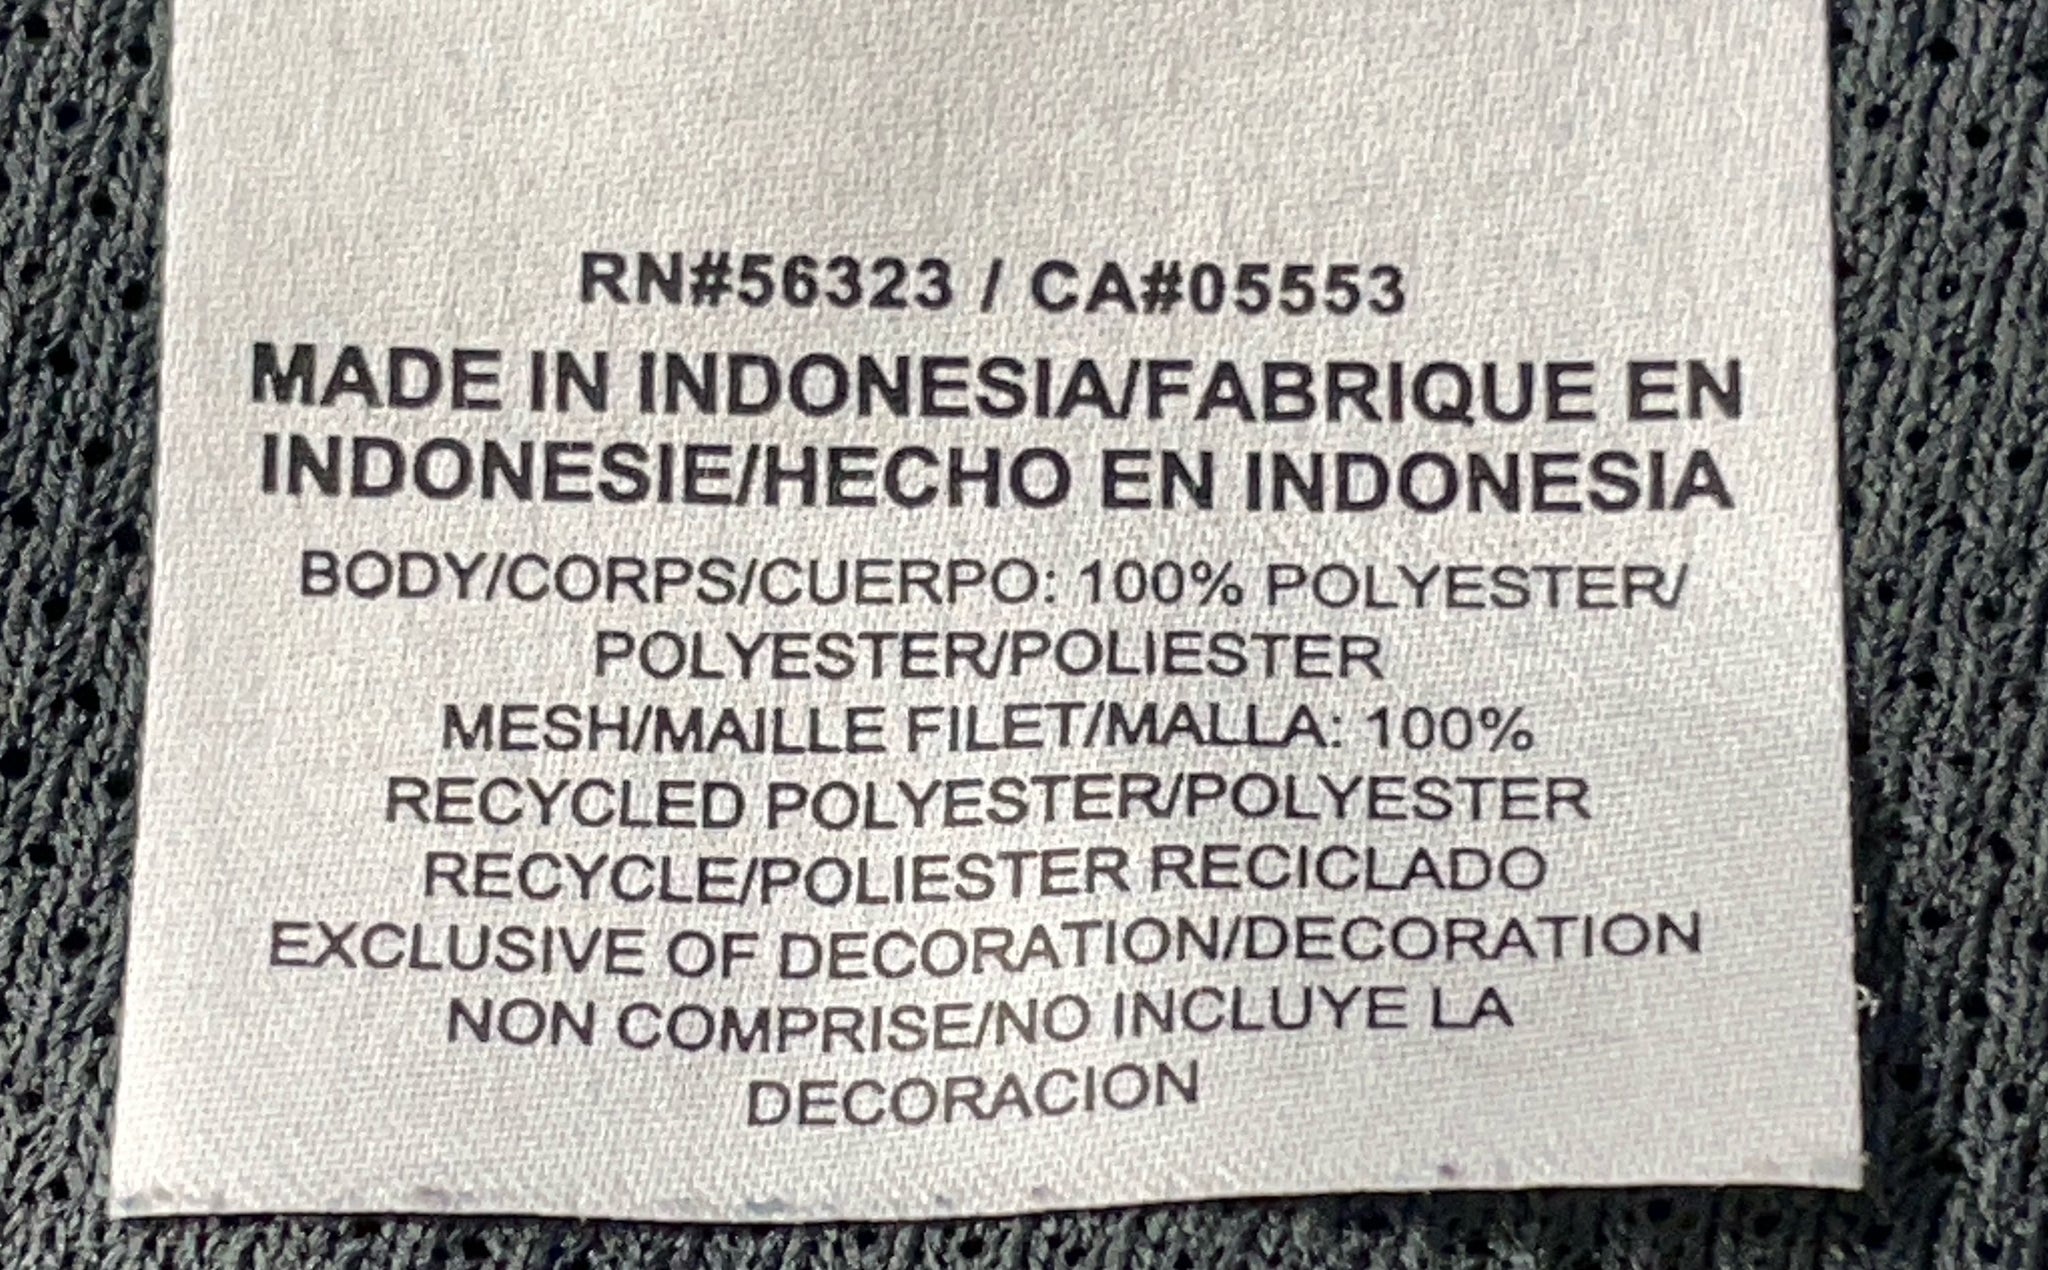 RN#56323 / CA#05553
MADE IN INDONESIA/FABRIQUE EN
INDONESIE/HECHO EN INDONESIA
BODY/CORPS/CUERPO: 100% POLYESTER/
POLYESTER/POLIESTER
MESH/MAILLE FILET/MALLA: 100%
RECYCLED POLYESTER/POLYESTER
RECYCLE/POLIESTER RECICLADO
EXCLUSIVE OF DECORATION/DECORATION
NON COMPRISE/NO INCLUYE LA
DECORACION